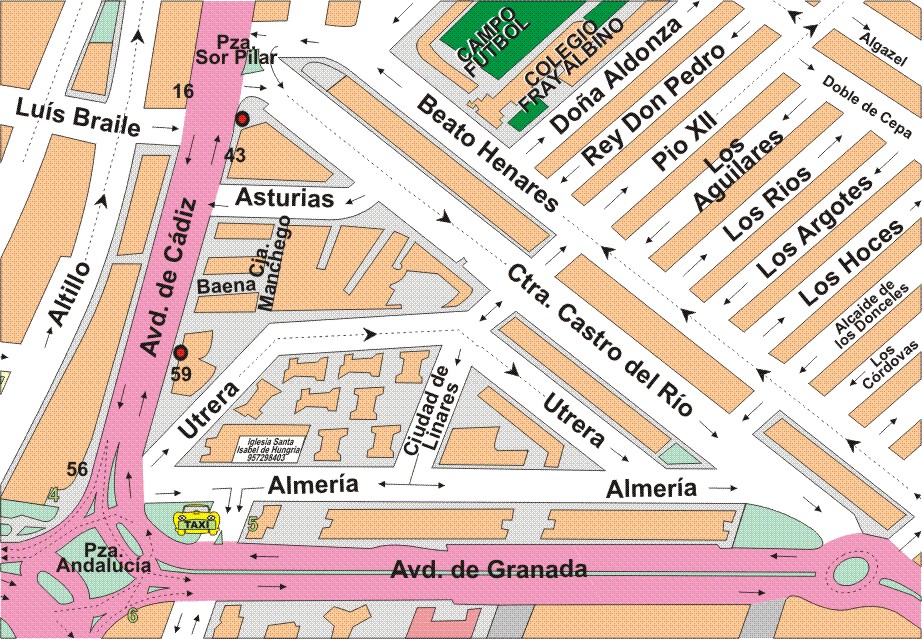 CAMPO
FUTBOL
COLEGIO
FRAY ALBINO
Pza.
Sor Pilar
Doña Aldonza
Algazel
Rey Don Pedro
Doble de Cepa
16
Luís Braile
Beato Henares
Pio XII
43
Los
Aguilares
Los Rios
Asturias
Los Argotes
Avd. de Cádiz
Cja.
Manchego
Baena
Altillo
Los Hoces
Ctra. Castro del Río
Alcaide de
los Donceles
Los
Córdovas
59
7
Utrera
Ciudad de
Linares
Utrera
Iglesia Santa
Isabel de Hungria
957298403
56
4
Almería
Almería
TAXI
5
Pza.
Andalucía
Avd. de Granada
6